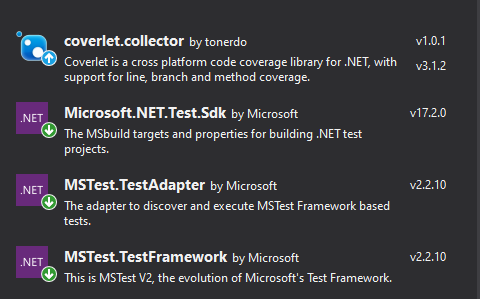 coverlet.collector by tonerdo v1.0.1
Coverlet is a cross platform code coverage library for .NET, with v3.1.2
support for line, branch and method coverage.
.NET Microsoft.NET.Test.Sdk by Microsoft v17.2.0
The MSbuild targets and properties for building .NET test
projects.
.NET MSTest.TestAdapter by Microsoft v2.2.10
The adapter to discover and execute MSTest Framework based
tests.
.NET MSTest.TestFramework by Microsoft v2.2.10
This is MSTest V2, the evolution of Microsoft's Test Framework.